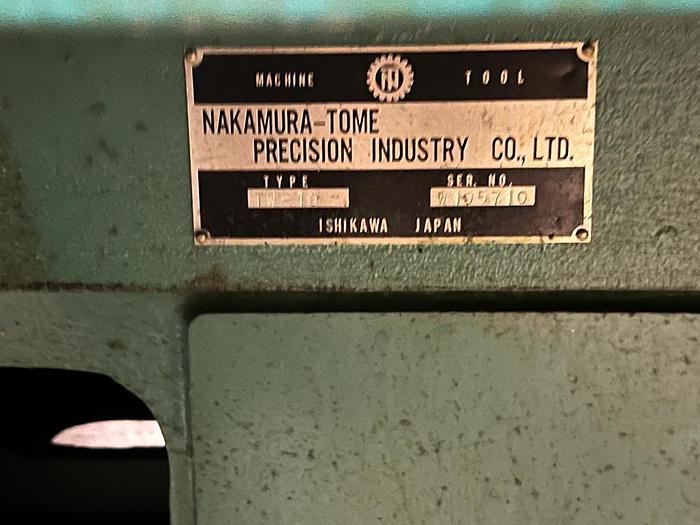 MACHINE TOOL
NAKAMURA-TOME
PRECISION INDUSTRY CO., LTD.
TYPE SER. NO.
ISHIKAWA JAPAN